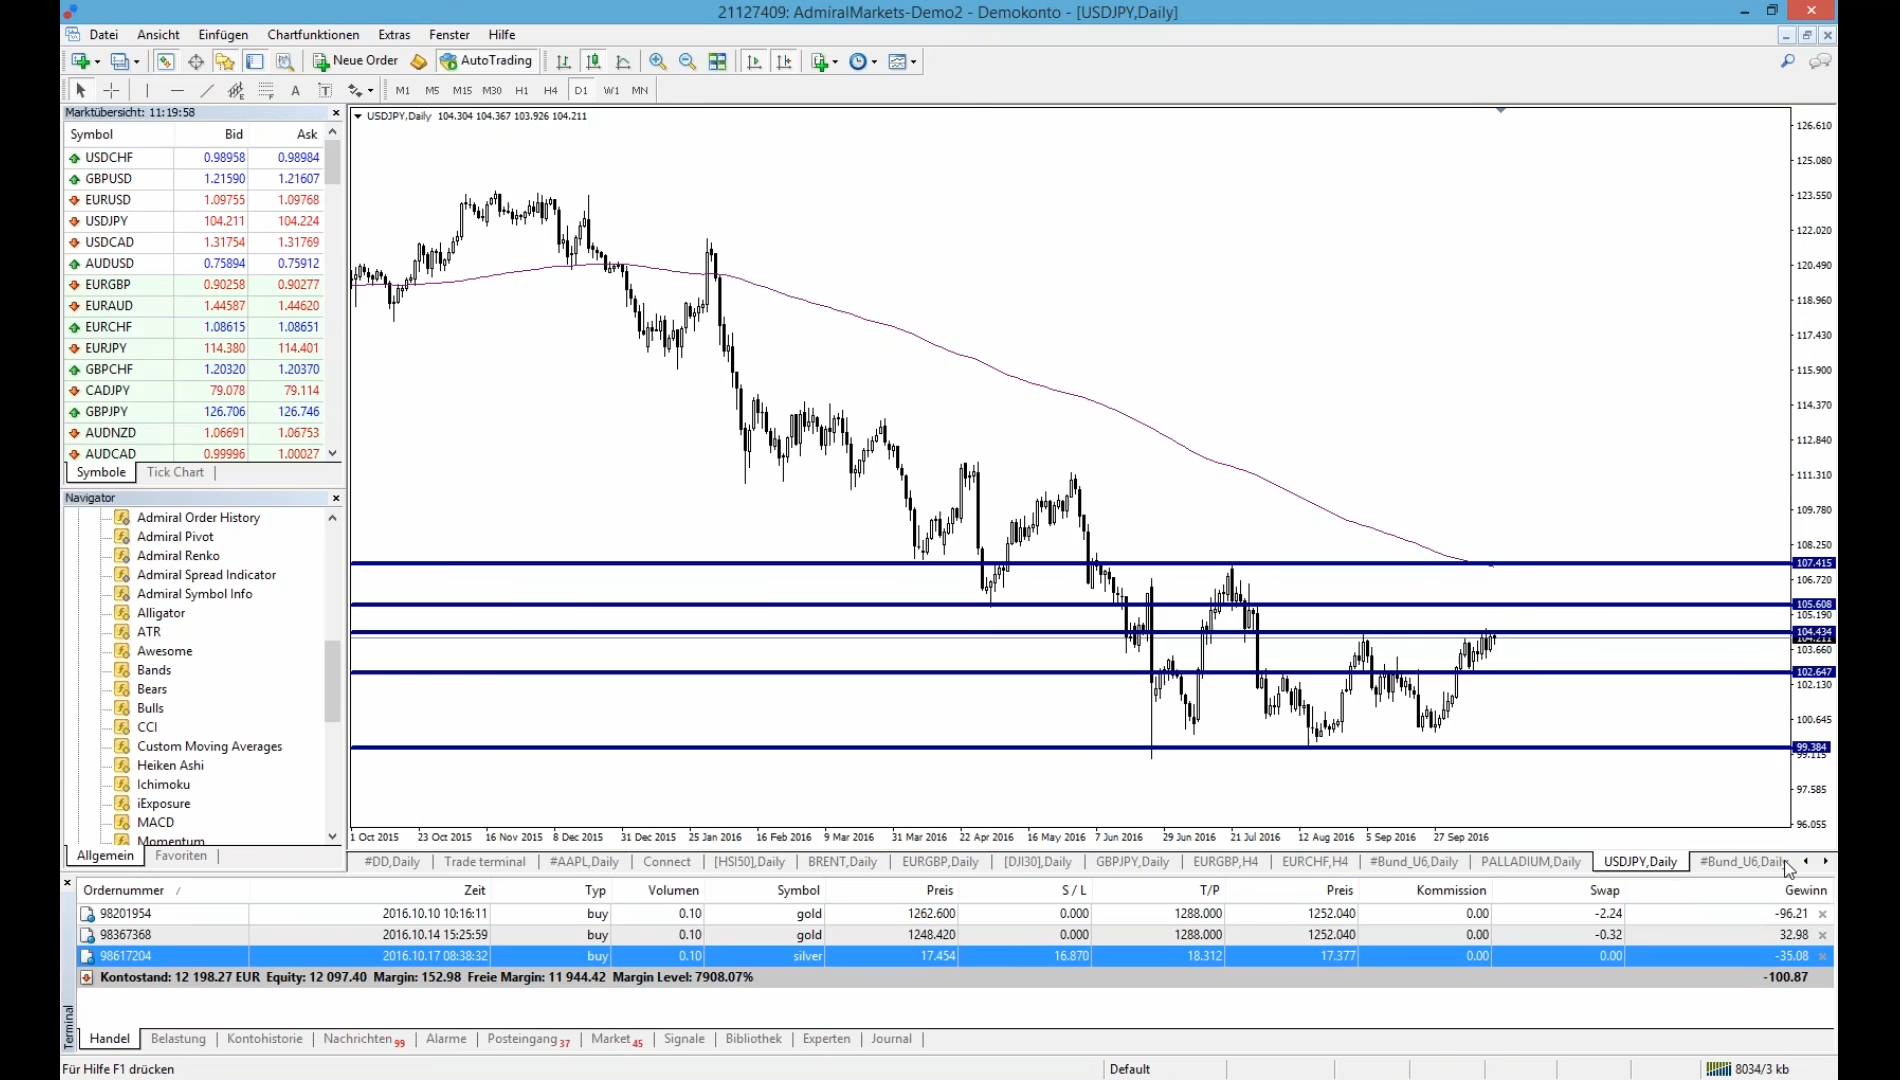 21127409: AdmiralMarkets-Demo2 - Demokonto - [USDJPY,Daily]
Datei Ansicht Einfügen Chartfunktionen Extras Fenster Hilfe
Neue Order AutoTrading
A T M1 M5 M15 M30 H1 H4 D1 W1 MN
Marktübersicht: 11:19:58
Symbol Bid Ask
USDCHF 0.98958 0.98984
GBPUSD 1.21590 1.21607
EURUSD 1.09755 1.09768
USDJPY 104.211 104.224
USDCAD 1.31754 1.31769
AUDUSD 0.75894 0.75912
EURGBP 0.90258 0.90277
EURAUD 1.44587 1.44620
EURCHF 1.08615 1.08651
EURJPY 114.380 114.401
GBPCHF 1.20320 1.20370
CADJPY 79.078 79.114
GBPJPY 126.706 126.746
AUDNZD 1.06691 1.06753
AUDCAD 0.99996 1.00027
Symbole Tick Chart
Navigator
Admiral Order History
Admiral Pivot
Admiral Renko
Admiral Spread Indicator
Admiral Symbol Info
Alligator
ATR
Awesome
Bands
Bears
Bulls
CCI
Custom Moving Averages
Heiken Ashi
Ichimoku
iExposure
MACD
Momentum
Allgemein Favoriten
USDJPY,Daily 104.304 104.367 103.926 104.211
126.610
125.080
123.550
122.020
120.490
118.960
117.430
115.900
114.370
112.840
111.310
109.780
108.250
107.415
106.720
105.608
105.190
104.434
104.211
103.660
102.647
102.130
100.645
99.384
99.115
97.585
96.055
1 Oct 2015 23 Oct 2015 16 Nov 2015 8 Dec 2015 31 Dec 2015 25 Jan 2016 16 Feb 2016 9 Mar 2016 31 Mar 2016 22 Apr 2016 16 May 2016 7 Jun 2016 29 Jun 2016 21 Jul 2016 12 Aug 2016 5 Sep 2016 27 Sep 2016
#DD,Daily Trade terminal #AAPL,Daily Connect [HSI50],Daily BRENT,Daily EURGBP,Daily [DJI30],Daily GBPJPY,Daily EURGBP,H4 EURCHF,H4 #Bund_U6,Daily PALLADIUM,Daily USDJPY,Daily #Bund_U6,Daily
Ordernummer Zeit Typ Volumen Symbol Preis S / L T/P Preis Kommission Swap Gewinn
98201954 2016.10.10 10:16:11 buy 0.10 gold 1262.600 0.000 1288.000 1252.040 0.00 -2.24 -96.21
98367368 2016.10.14 15:25:59 buy 0.10 gold 1248.420 0.000 1288.000 1252.040 0.00 -0.32 32.98
98617204 2016.10.17 08:38:32 buy 0.10 silver 17.454 16.870 18.312 17.377 0.00 0.00 -35.08
Kontostand: 12 198.27 EUR Equity: 12 097.40 Margin: 152.98 Freie Margin: 11 944.42 Margin Level: 7908.07% -100.87
Terminal
Handel Belastung Kontohistorie Nachrichten 99 Alarme Posteingang 37 Market 45 Signale Bibliothek Experten Journal
Für Hilfe F1 drücken Default 8034/3 kb